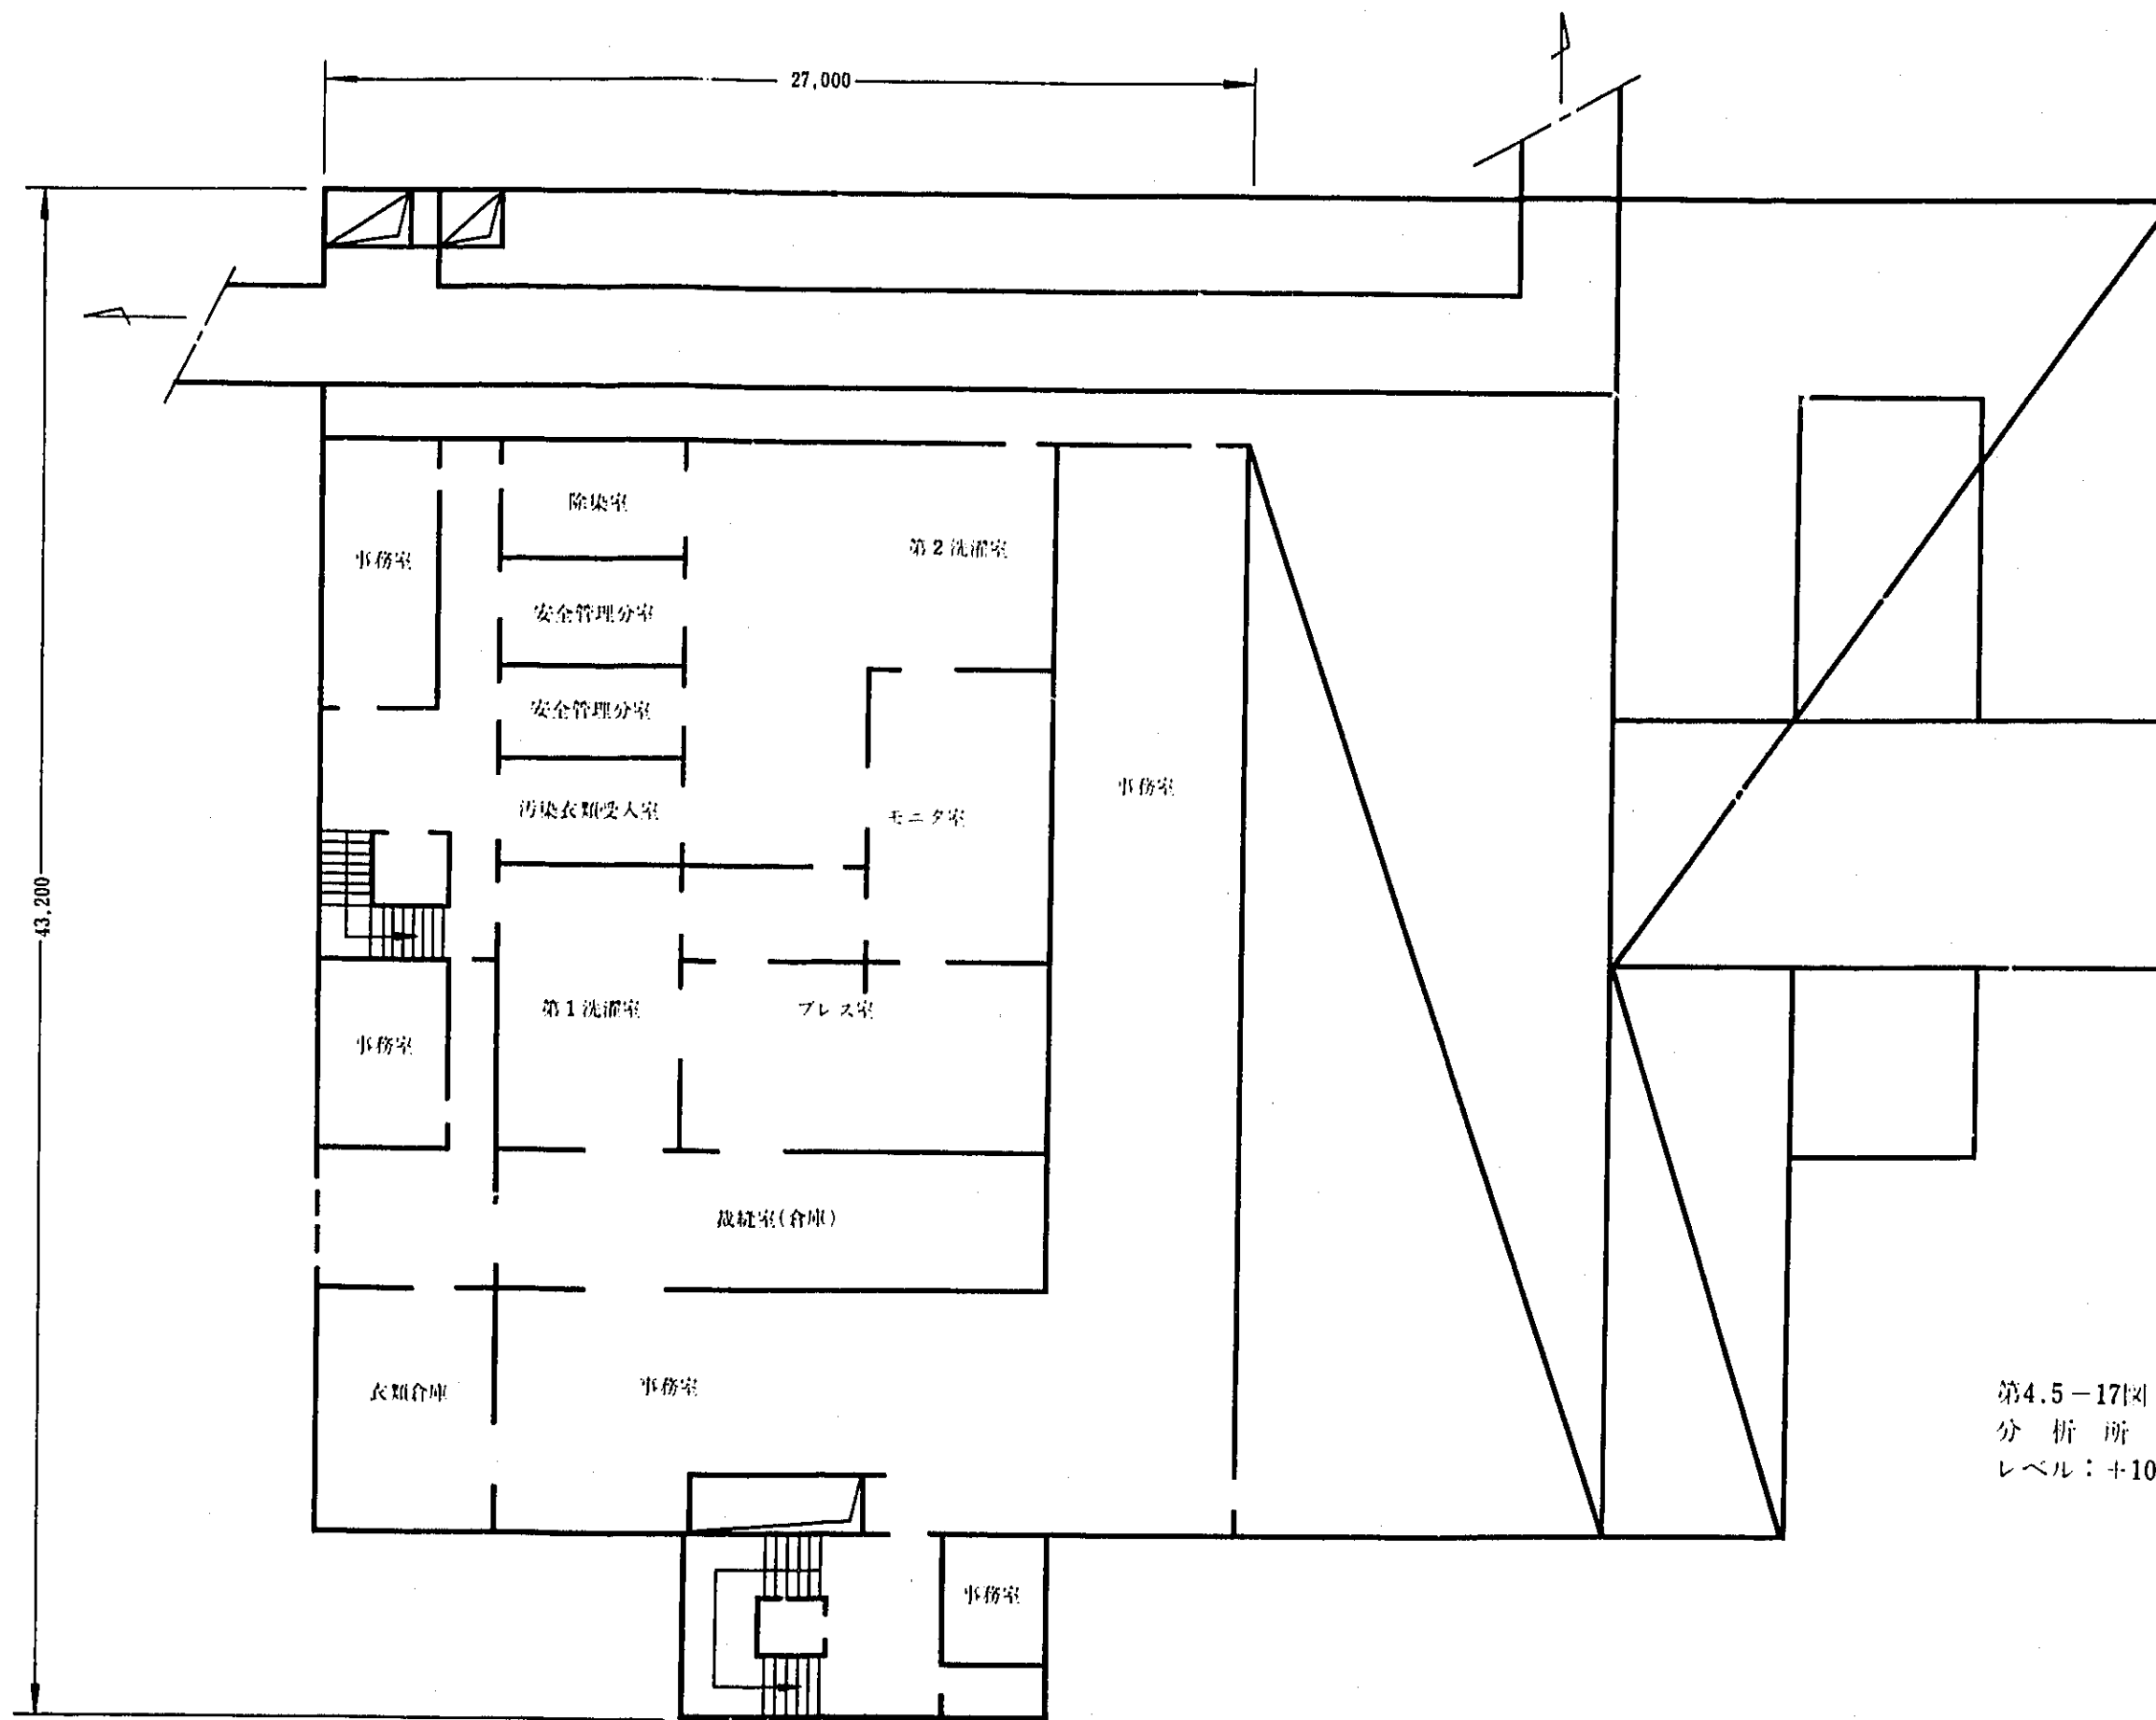 27,000
43,200
除染室
第2洗濯室
事務室
安全管理分室
安全管理分室
事務室
汚染衣類受入室
モニタ室
第1洗濯室
プレス室
事務室
裁縫室(倉庫)
衣類倉庫
事務室
事務室
第4.5-17図
分析所
レベル:+10